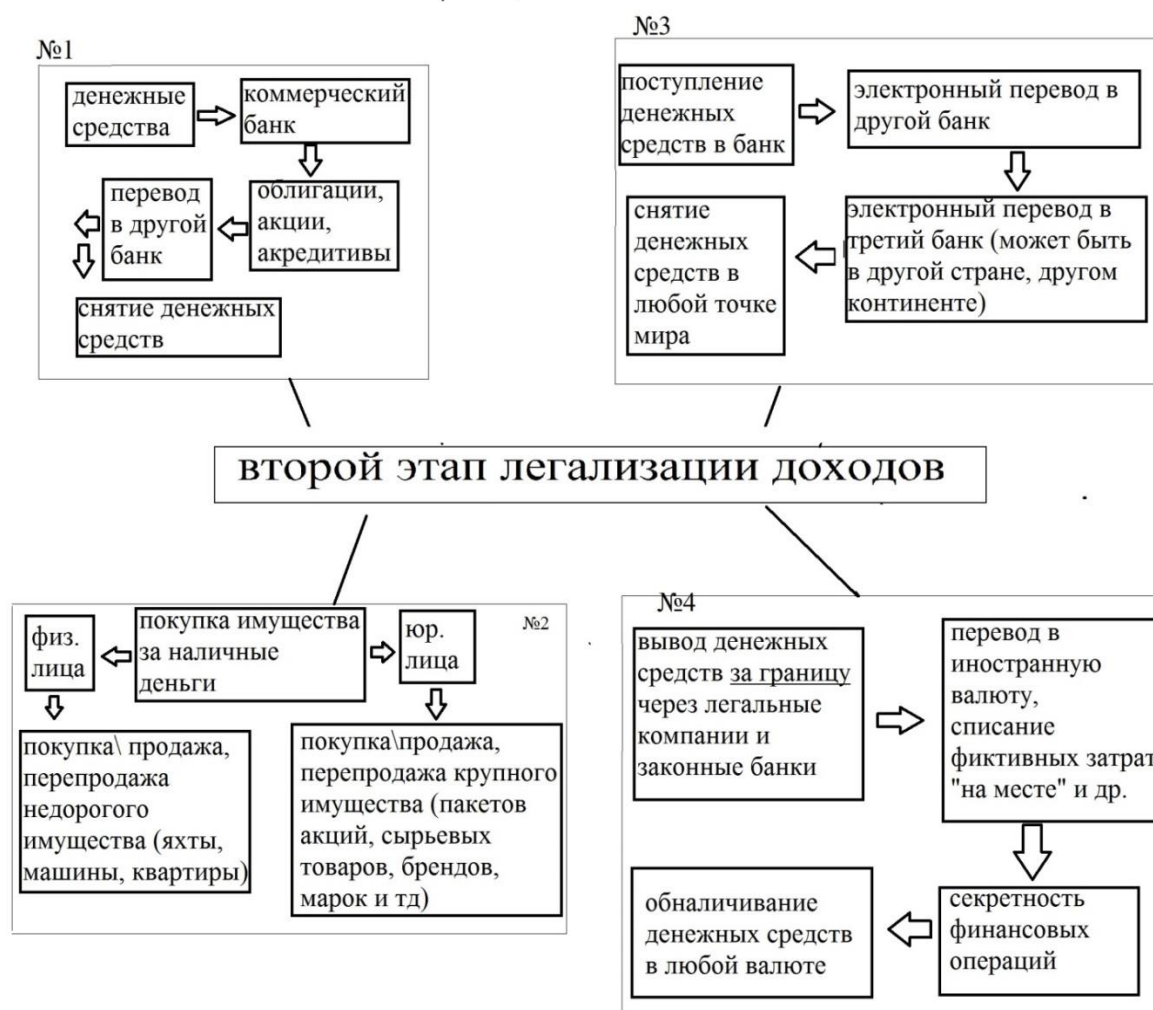 №1
денежные
средства
коммерческий
банк
облигации,
акции,
акредитивы
перевод
в другой
банк
снятие денежных
средств
№3
поступление
денежных
средств в банк
электронный перевод в
другой банк
электронный перевод в
третий банк (может быть
в другой стране, другом
континенте)
снятие
денежных
средств в
любой точке
мира
второй этап легализации доходов
№2
покупка имущества
за наличные
деньги
физ.
лица
юр.
лица
покупка\ продажа,
перепродажа
недорогого
имущества (яхты,
машины, квартиры)
покупка\продажа,
перепродажа крупного
имущества (пакетов
акций, сырьевых
товаров, брендов,
марок и тд)
№4
вывод денежных
средств за границу
через легальные
компании и
законные банки
перевод в
иностранную
валюту,
списание
фиктивных затрат
"на месте" и др.
секретность
финансовых
операций
обналичивание
денежных средств
в любой валюте